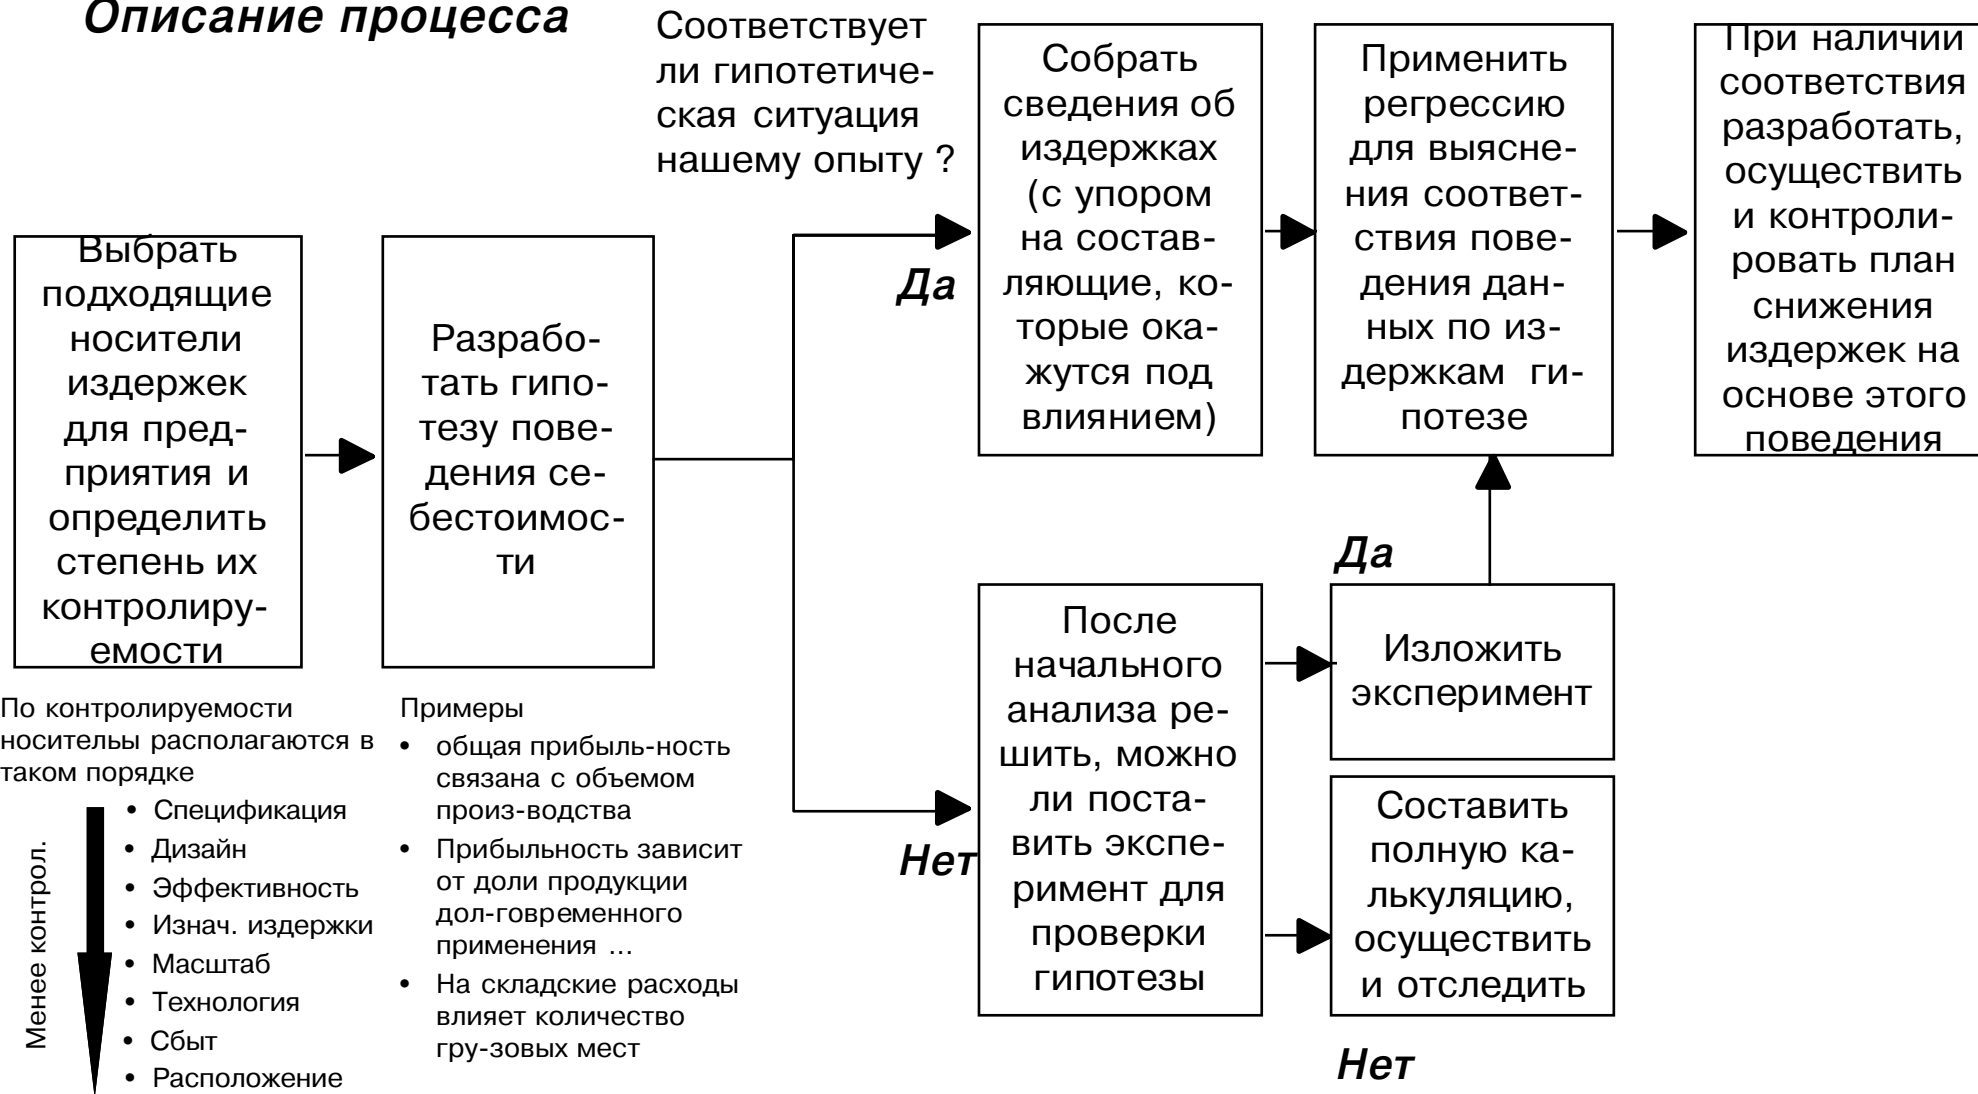 Описание процесса
Соответствует
ли гипотетиче-
ская ситуация
нашему опыту ?
Выбрать
подходящие
носители
издержек
для пред-
приятия и
определить
степень их
контролиру-
емости
Разрабо-
тать гипо-
тезу пове-
дения се-
бестоимос-
ти
Да
Собрать
сведения об
издержках
(с упором
на состав-
ляющие, ко-
торые ока-
жутся под
влиянием)
Применить
регрессию
для выясне-
ния соответ-
ствия пове-
дения дан-
ных по из-
держкам ги-
потезе
При наличии
соответствия
разработать,
осуществить
и контроли-
ровать план
снижения
издержек на
основе этого
поведения
Нет
После
начального
анализа ре-
шить, можно
ли поста-
вить экспе-
римент для
проверки
гипотезы
Да
Изложить
эксперимент
Составить
полную ка-
лькуляцию,
осуществить
и отследить
Нет
По контролируемости
носительы располагаются в
таком порядке
Менее контрол.
• Спецификация
• Дизайн
• Эффективность
• Изнач. издержки
• Масштаб
• Технология
• Сбыт
• Расположение
Примеры
• общая прибыль-ность
связана с объемом
произ-водства
• Прибыльность зависит
от доли продукции
дол-говременного
применения ...
• На складские расходы
влияет количество
гру-зовых мест